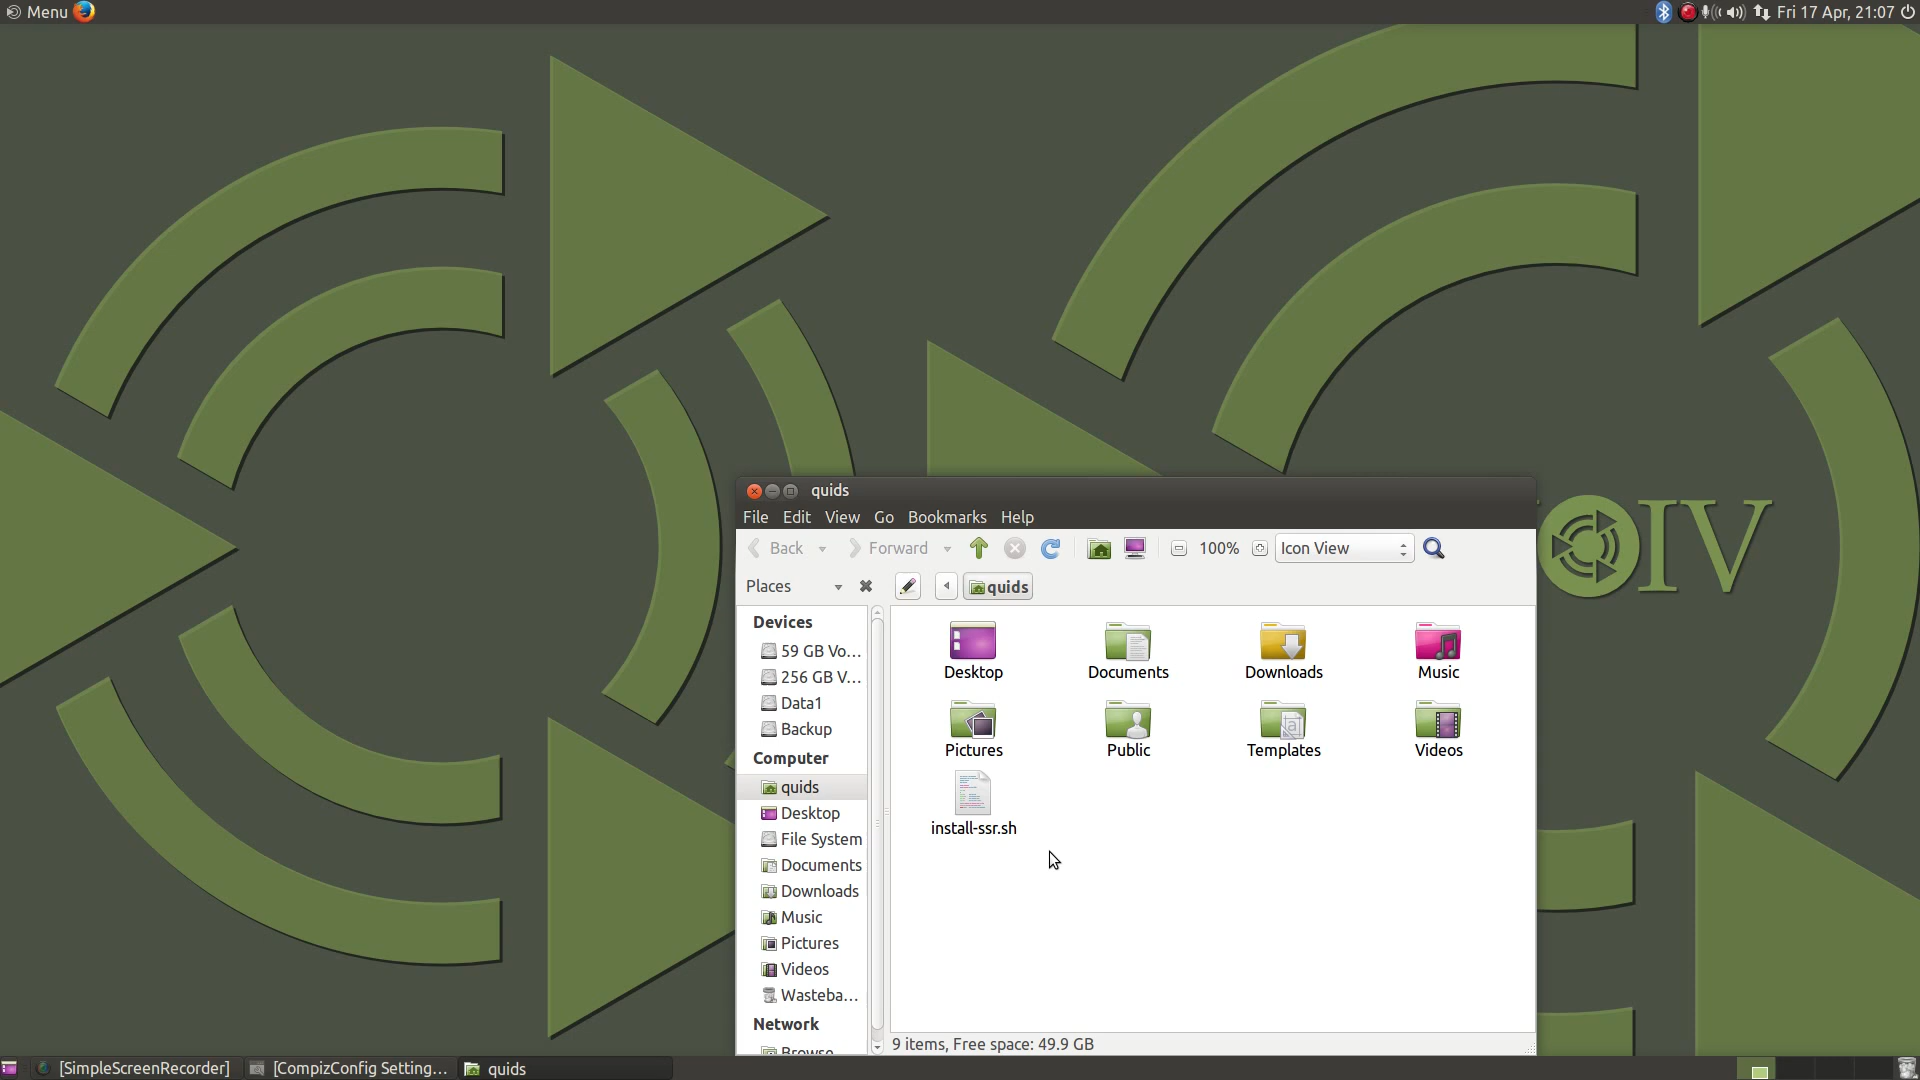 Menu
Fri 17 Apr, 21:07
IV
quids
File Edit View Go Bookmarks Help
Back Forward 100% Icon View
Places quids
Devices
59 GB Vo...
256 GB V...
Data1
Backup
Computer
quids
Desktop
File System
Documents
Downloads
Music
Pictures
Videos
Wasteba...
Network
Browse
Desktop Documents Downloads Music
Pictures Public Templates Videos
install-ssr.sh
9 items, Free space: 49.9 GB
[SimpleScreenRecorder] [CompizConfig Setting... quids